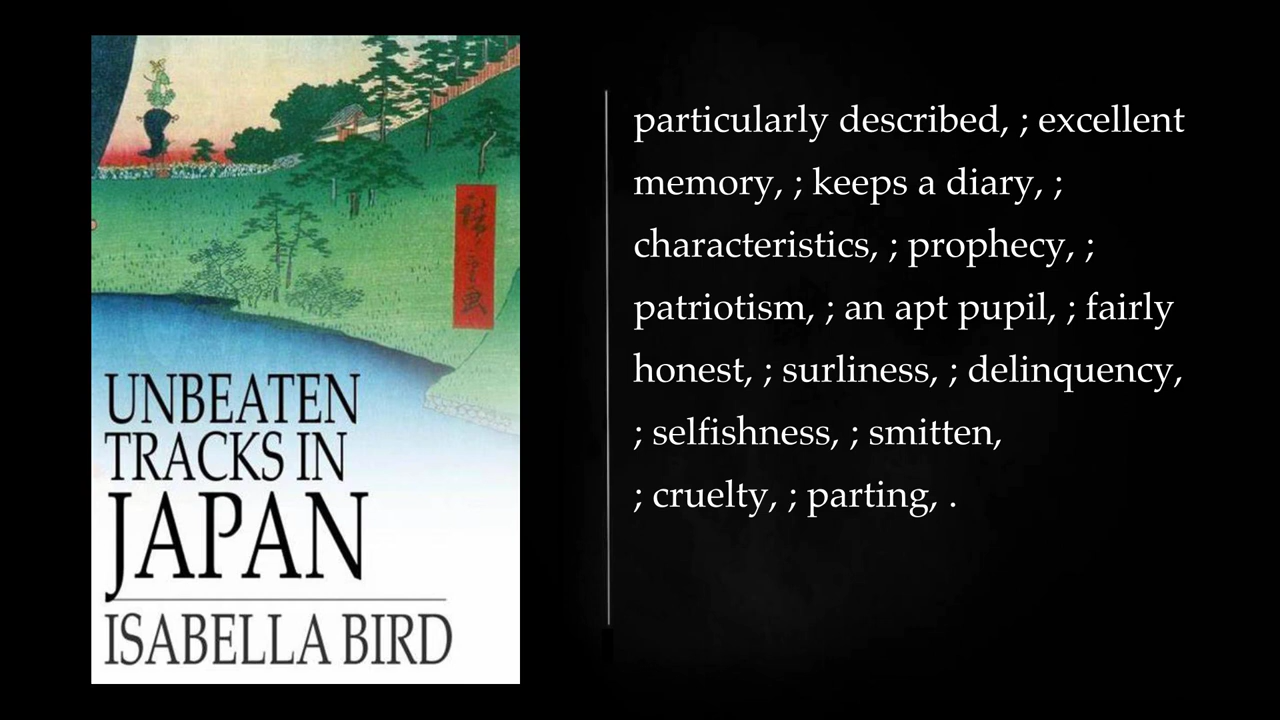 UNBEATEN
TRACKS IN
JAPAN
ISABELLA BIRD
particularly described, ; excellent
memory, ; keeps a diary, ;
characteristics, ; prophecy, ;
patriotism, ; an apt pupil, ; fairly
honest, ; surliness, ; delinquency,
; selfishness, ; smitten,
; cruelty, ; parting, .